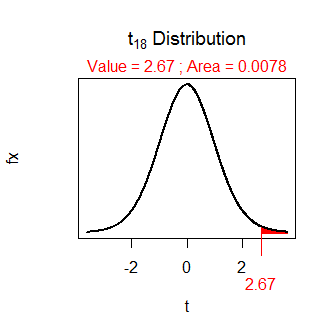 t₁₈ Distribution
Value = 2.67 ; Area = 0.0078
fx
-2 0 2
2.67
t